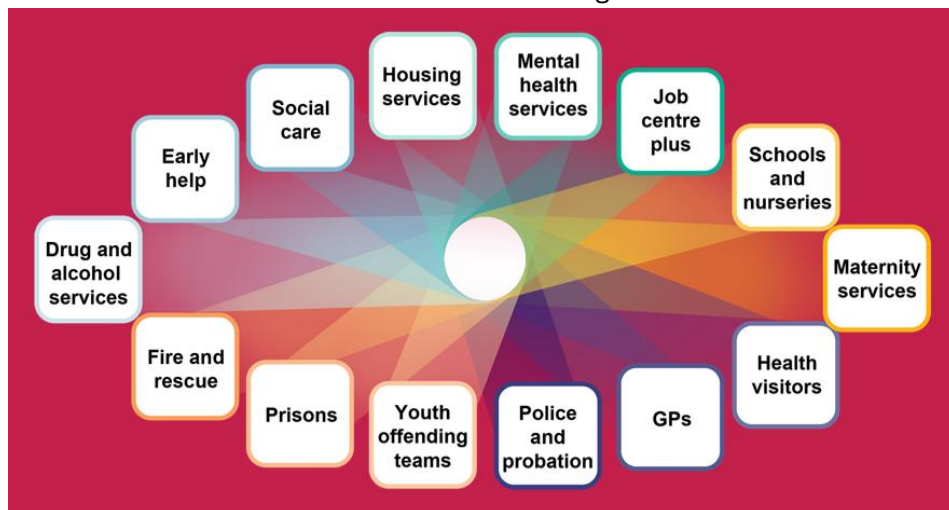 Housing
services
Mental
health
services
Social
care
Job
centre
plus
Early
help
Schools
and
nurseries
Drug and
alcohol
services
Maternity
services
Fire and
rescue
Health
visitors
Prisons
Youth
offending
teams
Police
and
probation
GPs